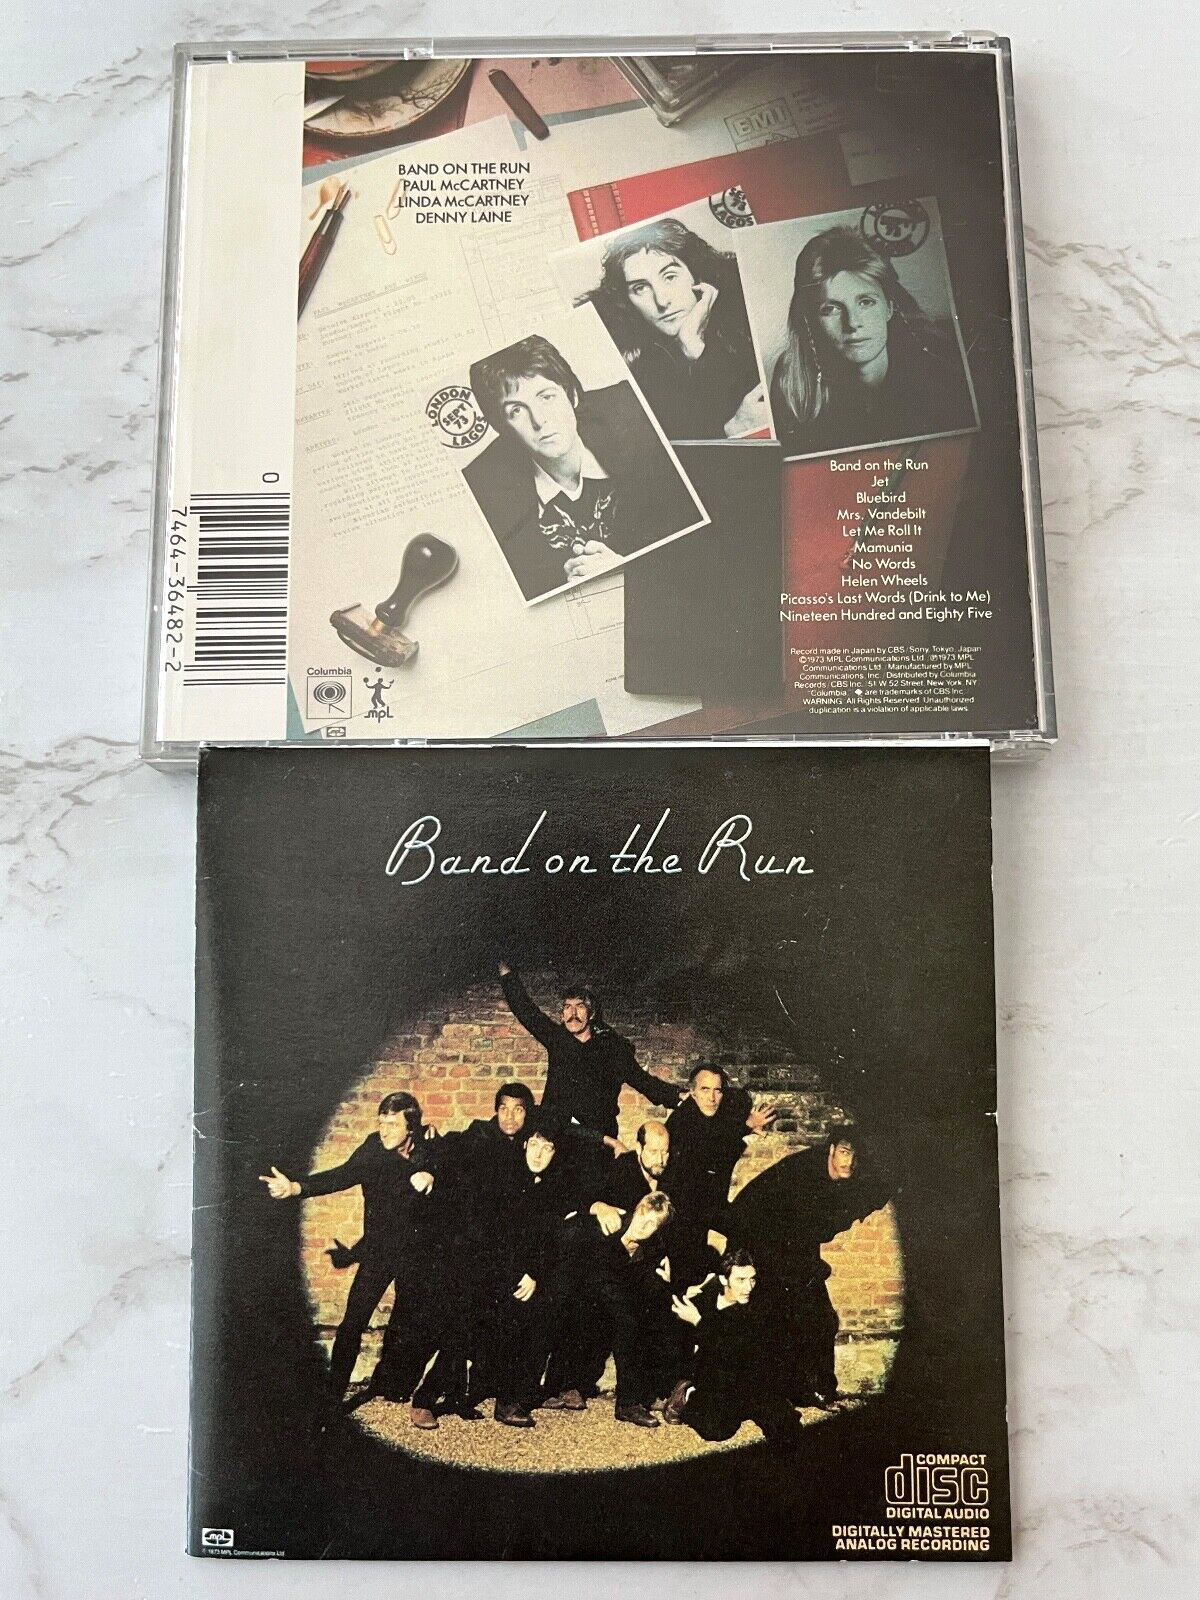 EMI
BAND ON THE RUN
PAUL McCARTNEY
LINDA McCARTNEY
DENNY LAINE
LAGOS
LONDON
SEPT
73
LAGOS
0
7464-36482-2
Band on the Run
Jet
Bluebird
Mrs. Vandebilt
Let Me Roll It
Mamunia
No Words
Helen Wheels
Picasso's Last Words (Drink to Me)
Nineteen Hundred and Eighty Five
Record made in Japan by CBS/Sony, Tokyo, Japan
©1973 MPL Communications Ltd./℗1973 MPL
Communications Ltd./Manufactured by MPL
Communications, Inc./Distributed by Columbia
Records/CBS Inc./51 W. 52 Street, New York, NY
"Columbia," are trademarks of CBS Inc.
WARNING: All Rights Reserved. Unauthorized
duplication is a violation of applicable laws.
Columbia
MPL
Band on the Run
COMPACT
disc
DIGITAL AUDIO
DIGITALLY MASTERED
ANALOG RECORDING
MPL
© 1973 MPL Communications Ltd